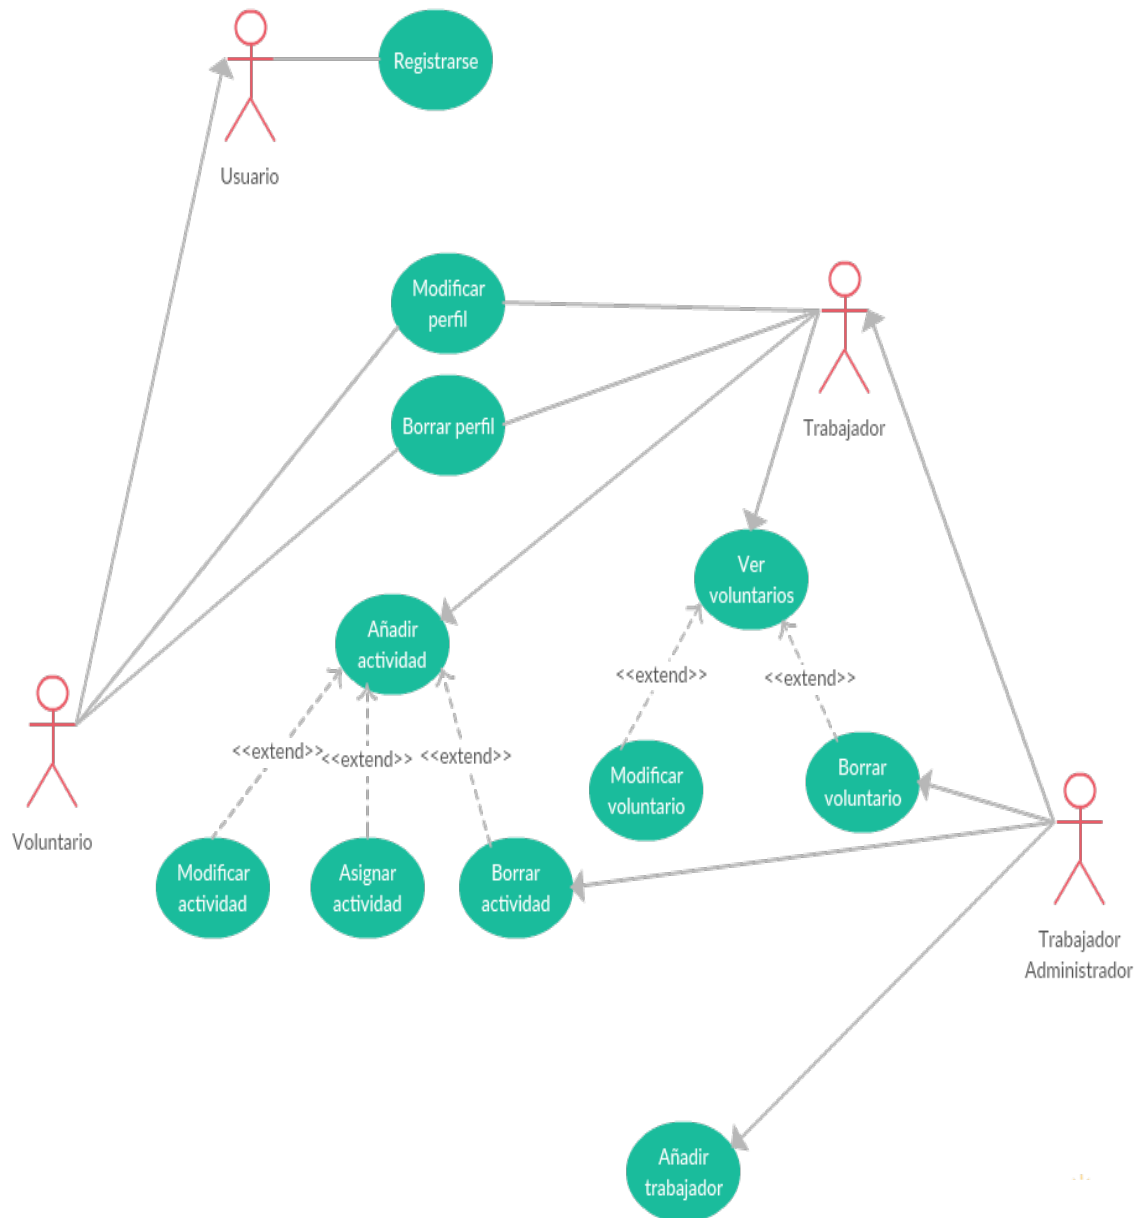 Registrarse
Usuario
Modificar
perfil
Borrar perfil
Trabajador
Ver
voluntarios
Añadir
actividad
<<extend>>
<<extend>>
<<extend>>
<<extend>>
<<extend>>
Modificar
voluntario
Borrar
voluntario
Voluntario
Modificar
actividad
Asignar
actividad
Borrar
actividad
Trabajador
Administrador
Añadir
trabajador